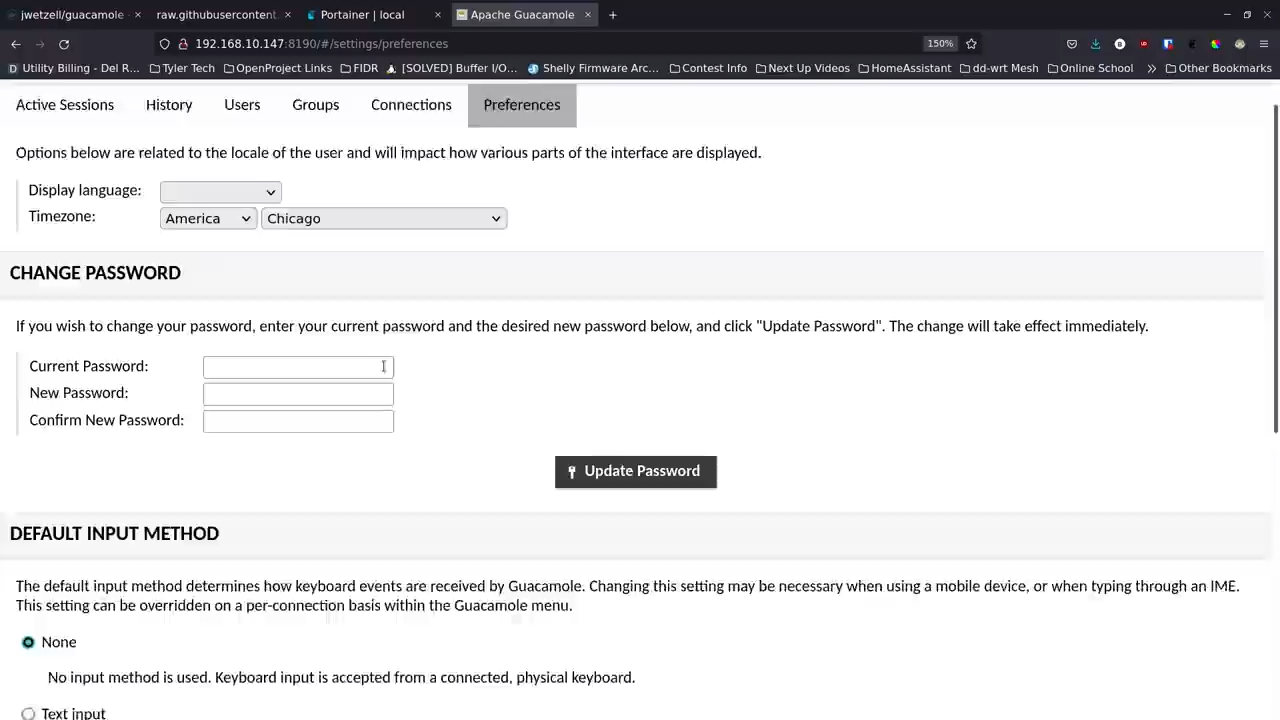 jwetzell/guacamole - raw.githubusercontent. Portainer | local Apache Guacamole
192.168.10.147:8190/#/settings/preferences 150%
Utility Billing - Del R... Tyler Tech OpenProject Links FIDR [SOLVED] Buffer I/O... Shelly Firmware Arc... Contest Info Next Up Videos HomeAssistant dd-wrt Mesh Online School Other Bookmarks
Active Sessions History Users Groups Connections Preferences
Options below are related to the locale of the user and will impact how various parts of the interface are displayed.
Display language:
Timezone: America Chicago
CHANGE PASSWORD
If you wish to change your password, enter your current password and the desired new password below, and click "Update Password". The change will take effect immediately.
Current Password:
New Password:
Confirm New Password:
Update Password
DEFAULT INPUT METHOD
The default input method determines how keyboard events are received by Guacamole. Changing this setting may be necessary when using a mobile device, or when typing through an IME.
This setting can be overridden on a per-connection basis within the Guacamole menu.
None
No input method is used. Keyboard input is accepted from a connected, physical keyboard.
Text input